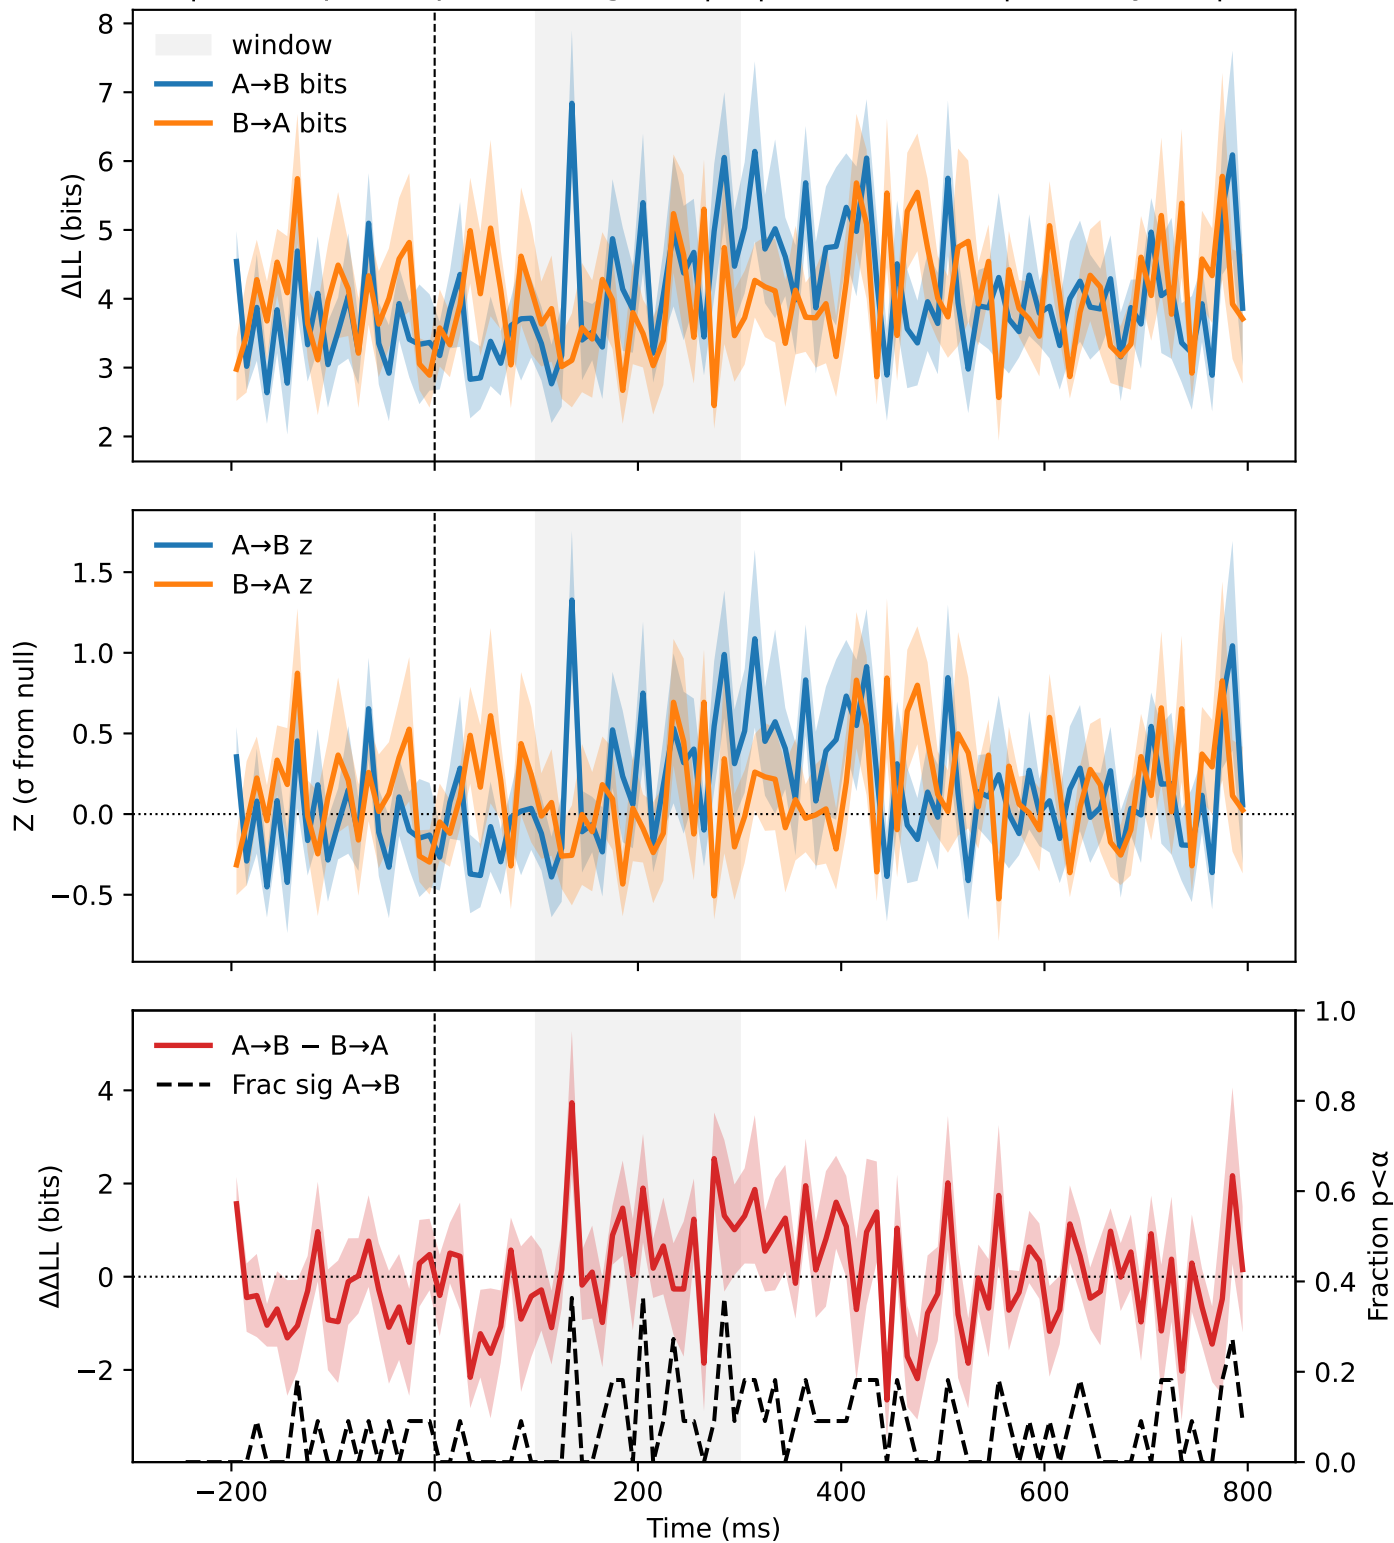 8
7
6
5
4
3
2
ΔLL (bits)
window
A→B bits
B→A bits
1.5
1.0
0.5
0.0
−0.5
Z (σ from null)
A→B z
B→A z
4
2
0
−2
ΔΔLL (bits)
A→B − B→A
Frac sig A→B
1.0
0.8
0.6
0.4
0.2
0.0
Fraction p<α
−200
0
200
400
600
800
Time (ms)